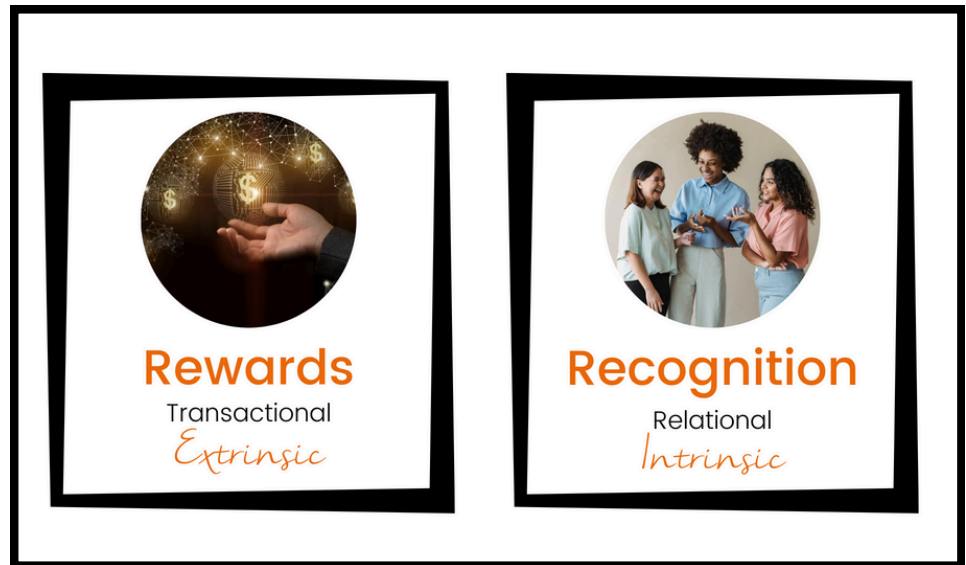 Rewards
Transactional
Extrinsic
Recognition
Relational
Intrinsic